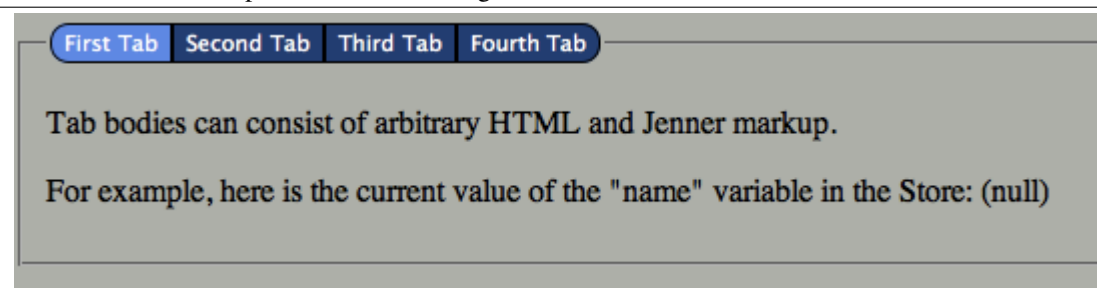 First Tab Second Tab Third Tab Fourth Tab
Tab bodies can consist of arbitrary HTML and Jenner markup.
For example, here is the current value of the "name" variable in the Store: (null)